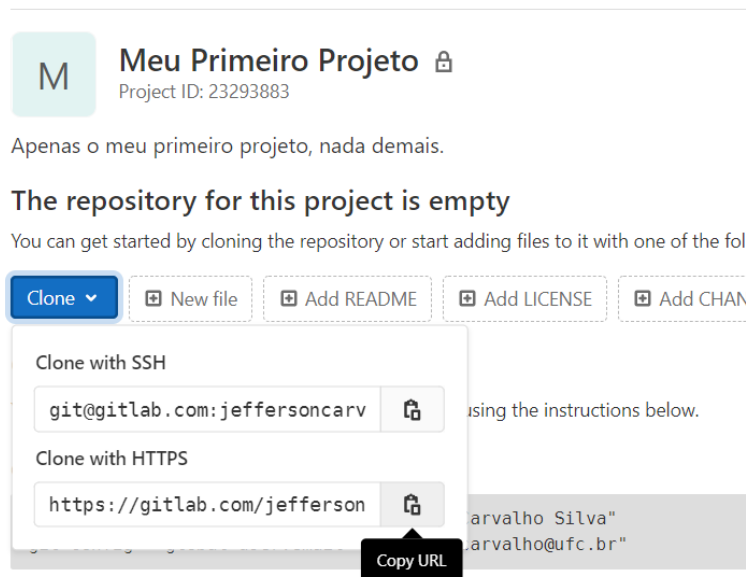 M
Meu Primeiro Projeto
Project ID: 23293883
Apenas o meu primeiro projeto, nada demais.
The repository for this project is empty
You can get started by cloning the repository or start adding files to it with one of the fol
Clone
New file
Add README
Add LICENSE
Add CHAN
Clone with SSH
git@gitlab.com:jeffersoncarv
using the instructions below.
Clone with HTTPS
https://gitlab.com/jefferson
arvalho Silva"
arvalho@ufc.br"
Copy URL